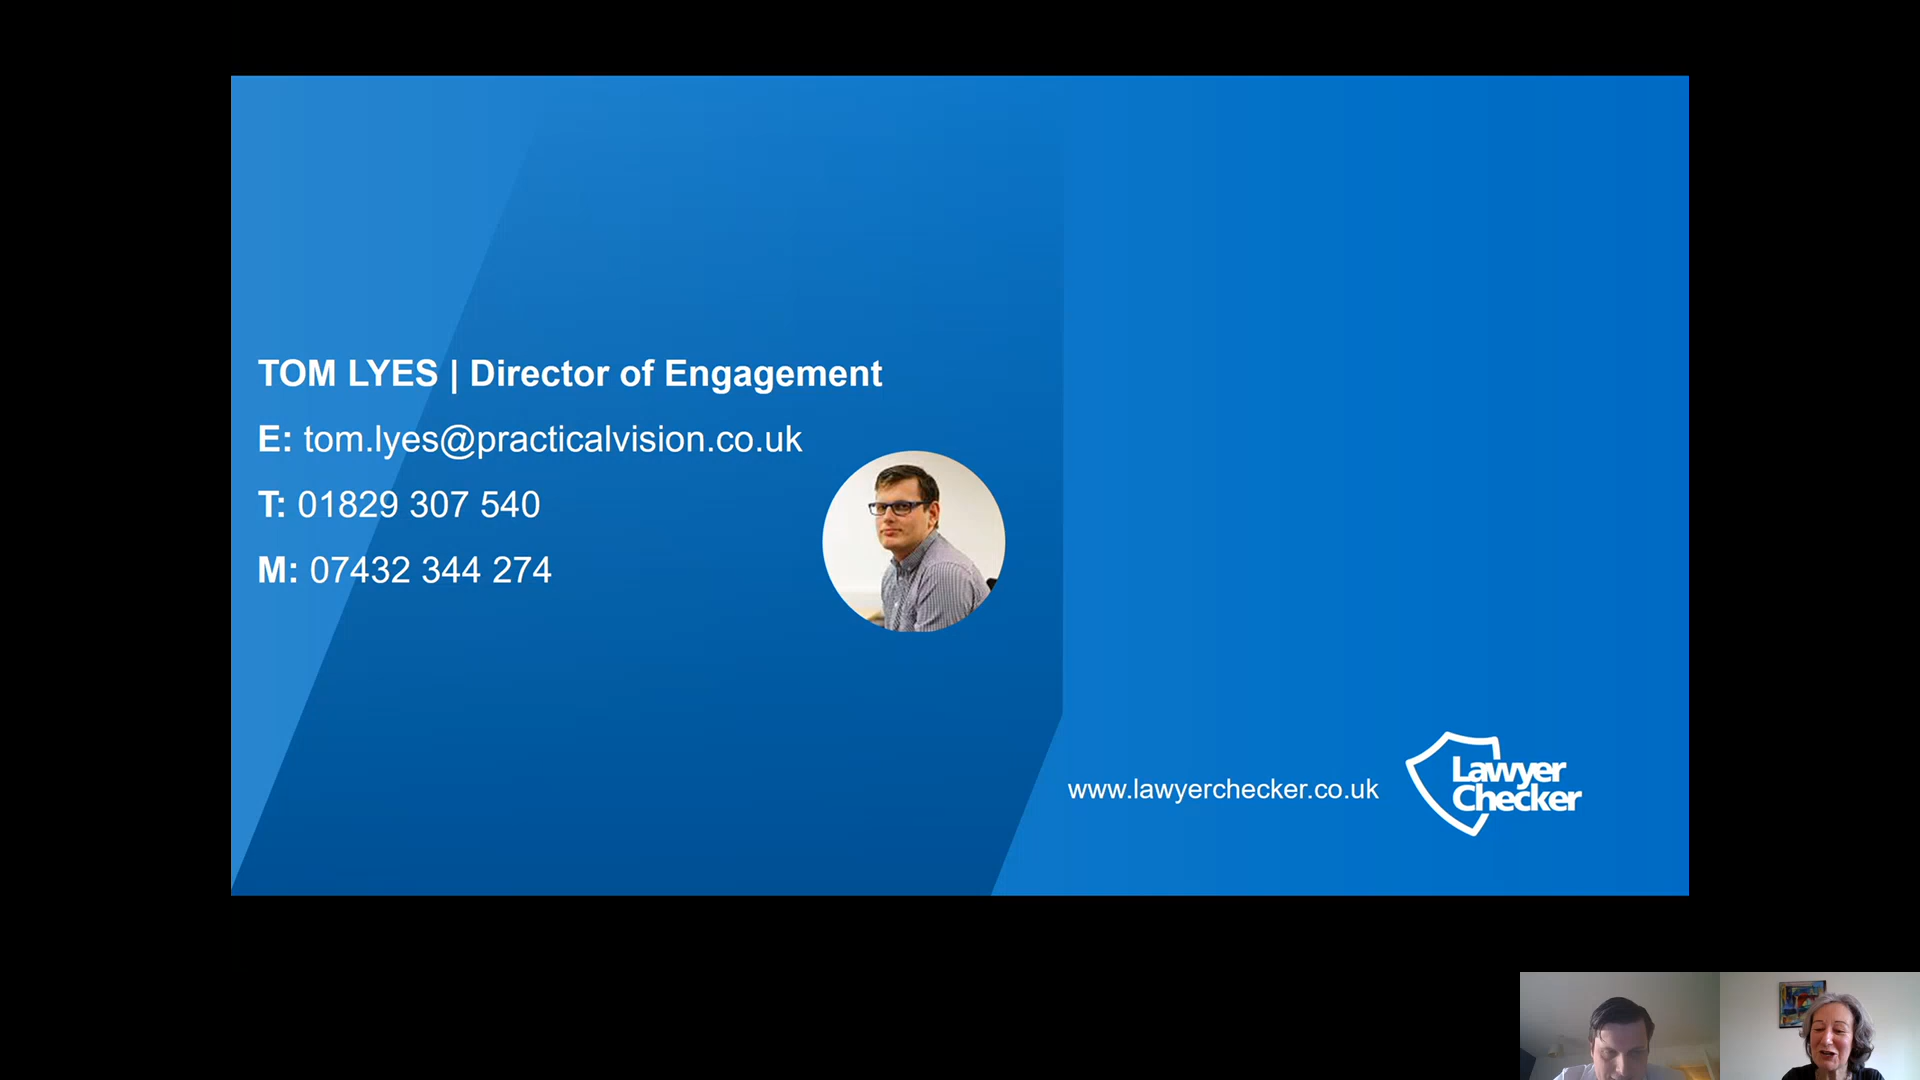 TOM LYES | Director of Engagement
E: tom.lyes@practicalvision.co.uk
T: 01829 307 540
M: 07432 344 274
www.lawyerchecker.co.uk
Lawyer
Checker